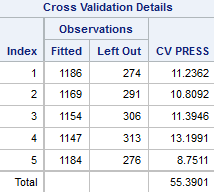 Cross Validation Details
Observations
Index Fitted Left Out CV PRESS
1 1186 274 11.2362
2 1169 291 10.8092
3 1154 306 11.3946
4 1147 313 13.1991
5 1184 276 8.7511
Total 55.3901